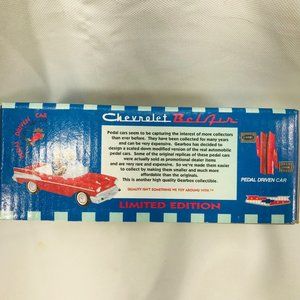 Chevrolet BelAir
Pedal cars seem to be capturing the interest of more collectors
than ever before. They have been collected for many years
and can be very expensive. Gearbox has decided to
design a scaled down modified version of the real automobile
pedal cars. Some of the original replicas of these pedal cars
were actually sold as promotional dealer items
and are very rare and expensive. So we've made them easier
to collect by making them smaller and much more
affordable than the originals.
This is another high quality Gearbox collectible.
QUALITY ISN'T SOMETHING WE TOY AROUND WITH.™
LIMITED EDITION
PEDAL DRIVEN CAR
PEDAL DRIVEN CAR